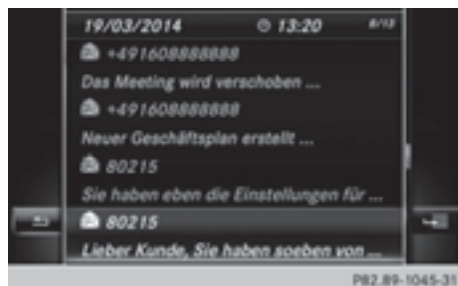 19/03/2014 13:20 8/13
+491608888888
Das Meeting wird verschoben ...
+491608888888
Neuer Geschäftsplan erstellt ...
80215
Sie haben eben die Einstellungen für ...
80215
Lieber Kunde, Sie haben soeben von ...
P82.89-1045-31